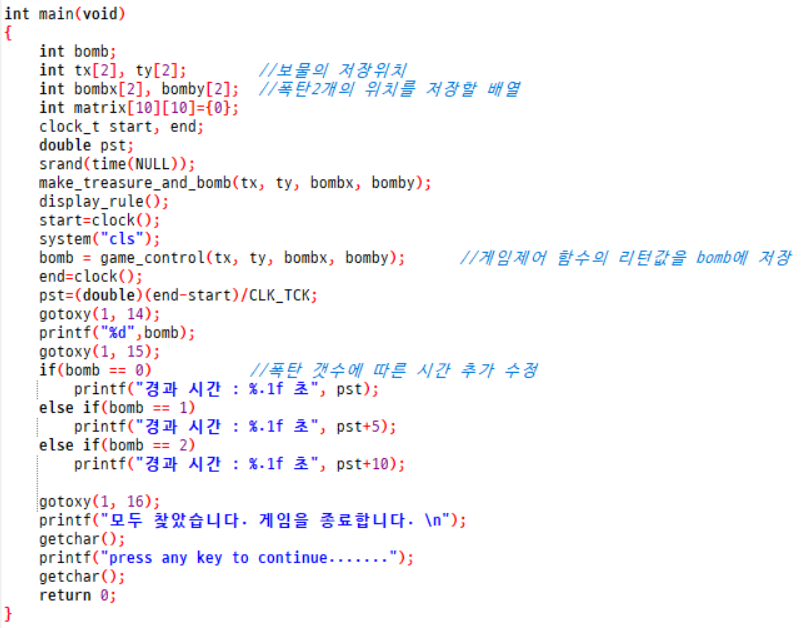 int main(void)
{
    int bomb;
    int tx[2], ty[2];        //보물의 저장위치
    int bombx[2], bomby[2];  //폭탄2개의 위치를 저장할 배열
    int matrix[10][10]={0};
    clock_t start, end;
    double pst;
    srand(time(NULL));
    make_treasure_and_bomb(tx, ty, bombx, bomby);
    display_rule();
    start=clock();
    system("cls");
    bomb = game_control(tx, ty, bombx, bomby);      //게임제어 함수의 리턴값을 bomb에 저장
    end=clock();
    pst=(double)(end-start)/CLK_TCK;
    gotoxy(1, 14);
    printf("%d",bomb);
    gotoxy(1, 15);
    if(bomb == 0)           //폭탄 갯수에 따른 시간 추가 수정
        printf("경과 시간 : %.1f 초", pst);
    else if(bomb == 1)
        printf("경과 시간 : %.1f 초", pst+5);
    else if(bomb == 2)
        printf("경과 시간 : %.1f 초", pst+10);
    gotoxy(1, 16);
    printf("모두 찾았습니다. 게임을 종료합니다. \n");
    getchar();
    printf("press any key to continue.......");
    getchar();
    return 0;
}